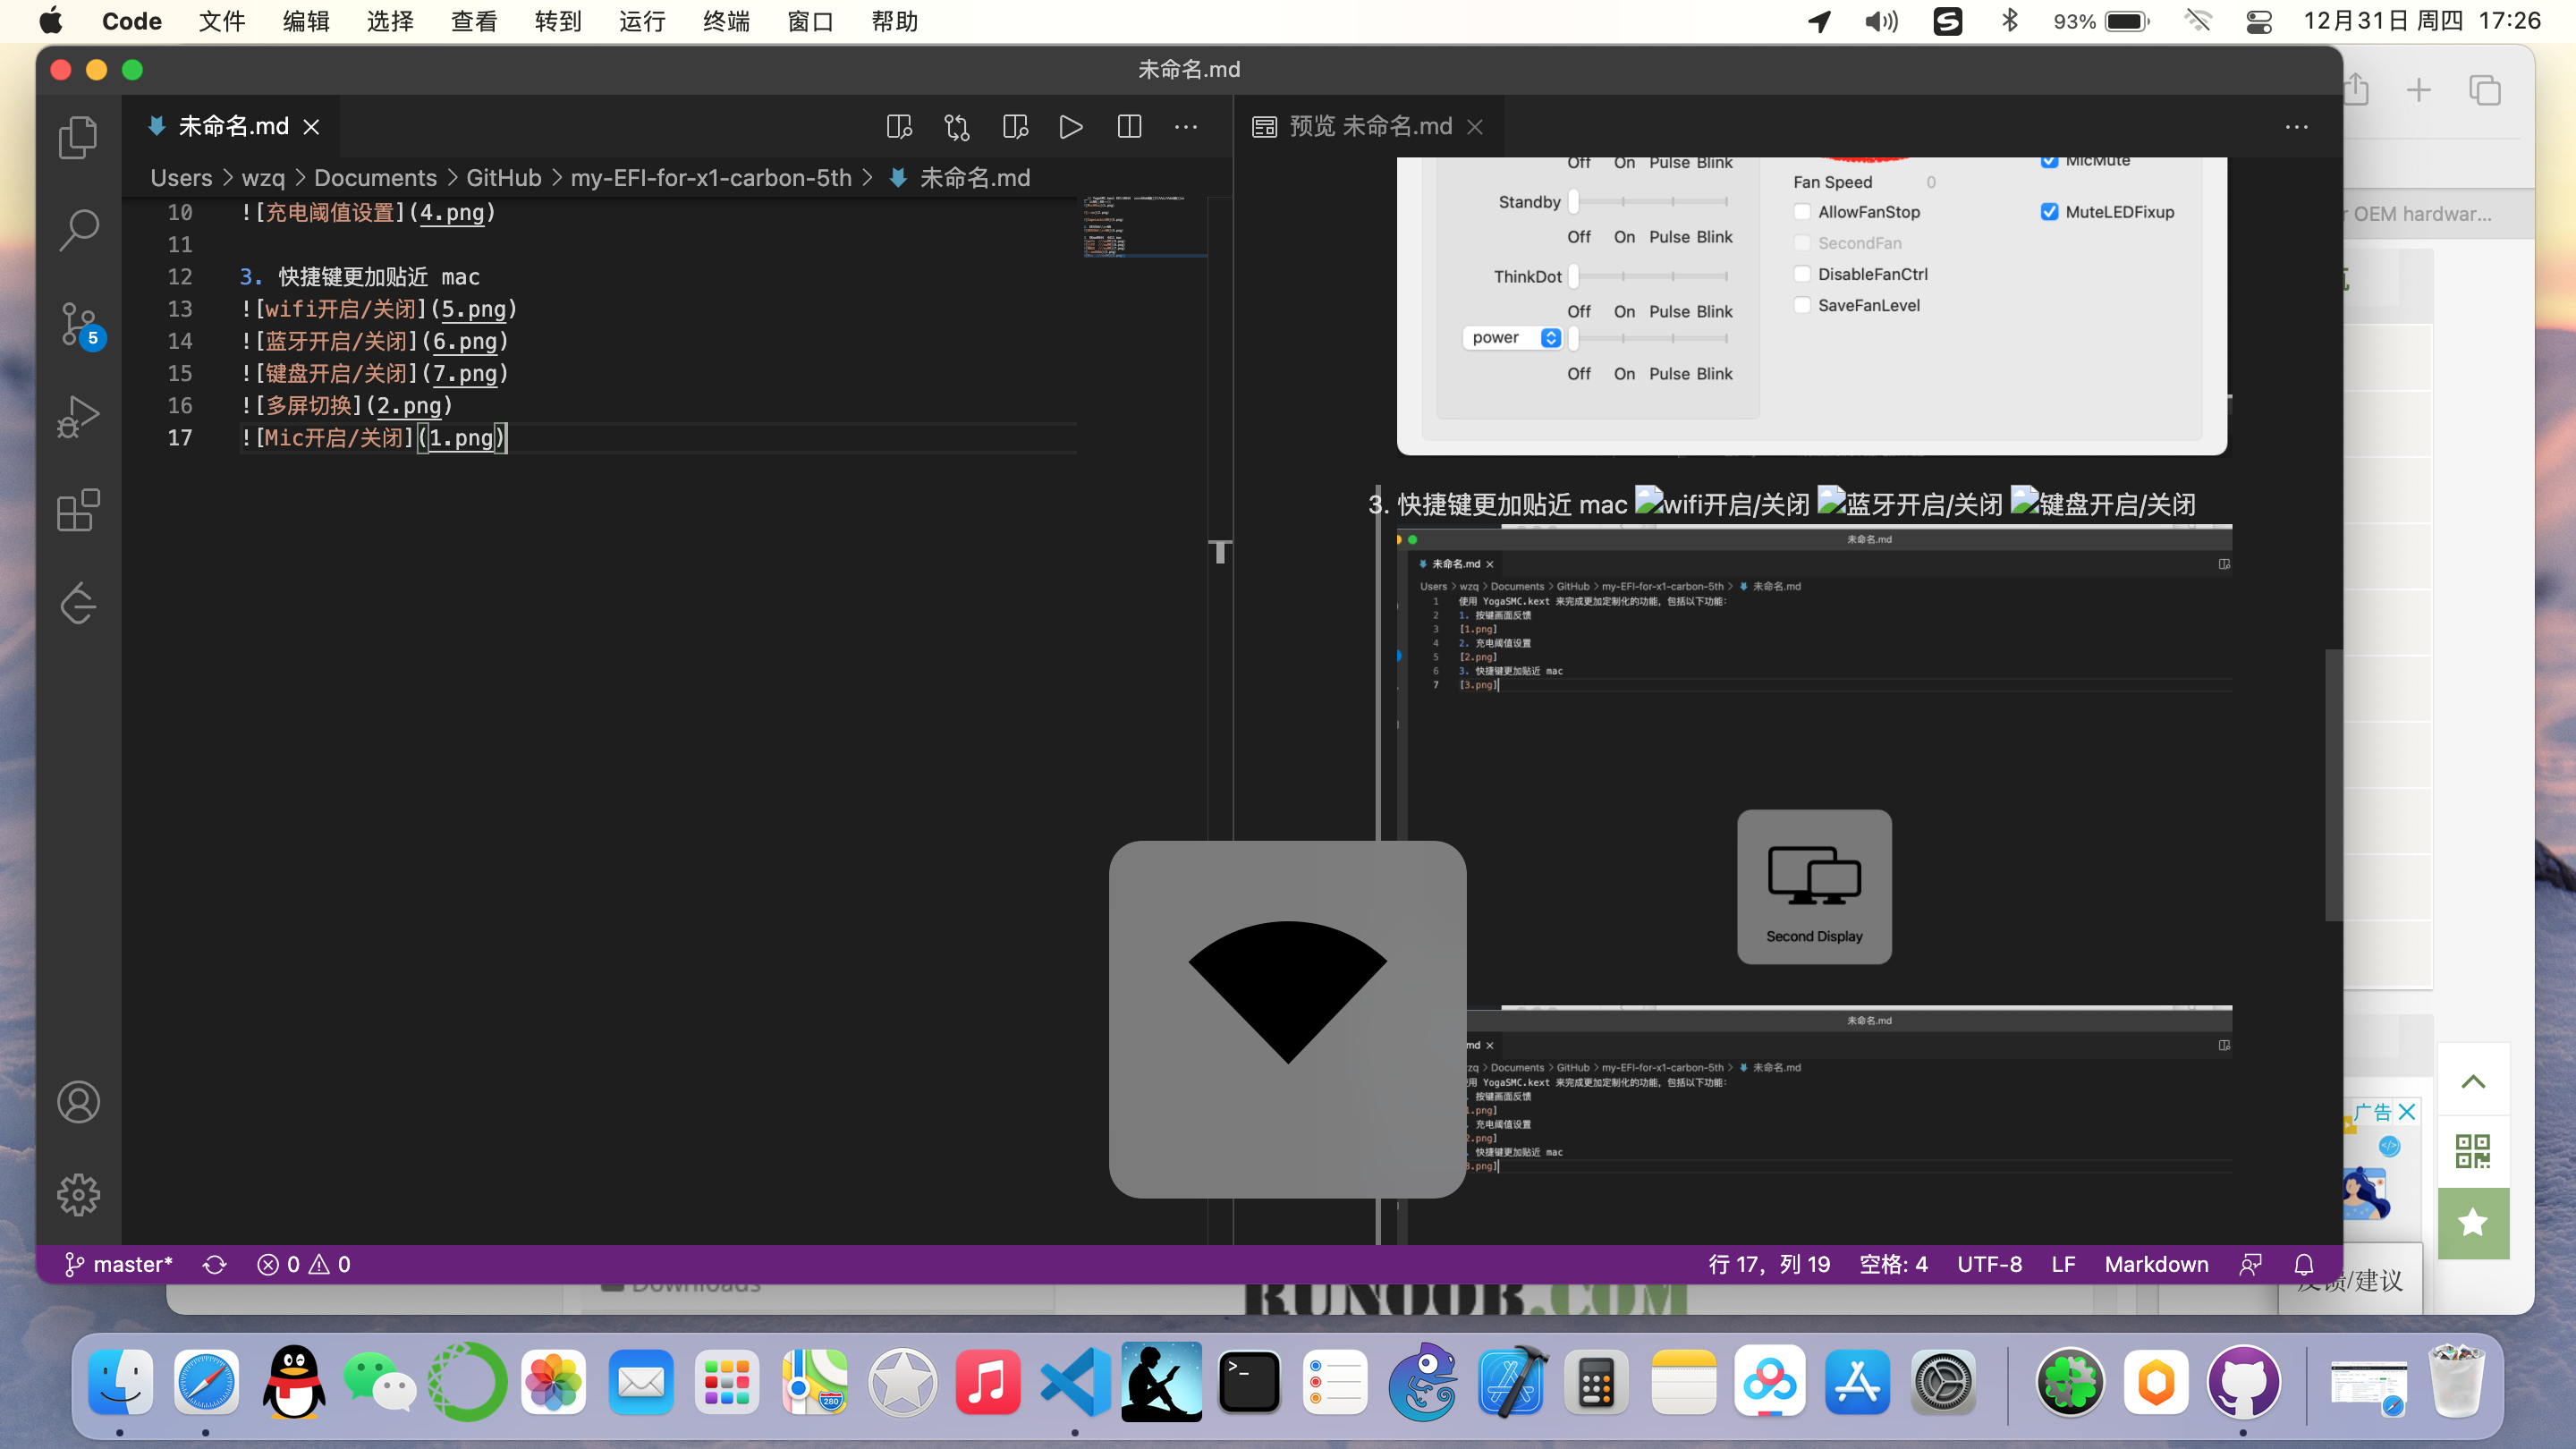 Code 文件 编辑 选择 查看 转到 运行 终端 窗口 帮助
93% 12月31日 周四 17:26
未命名.md
未命名.md
预览 未命名.md
Users > wzq > Documents > GitHub > my-EFI-for-x1-carbon-5th > 未命名.md
10 ![充电阈值设置](4.png)
11
12 3. 快捷键更加贴近 mac
13 ![wifi开启/关闭](5.png)
14 ![蓝牙开启/关闭](6.png)
15 ![键盘开启/关闭](7.png)
16 ![多屏切换](2.png)
17 ![Mic开启/关闭](1.png)
5
Off On Pulse Blink
Standby
Off On Pulse Blink
ThinkDot
Off On Pulse Blink
power
Off On Pulse Blink
Fan Speed 0
AllowFanStop
SecondFan
DisableFanCtrl
SaveFanLevel
MicMute
MuteLEDFixup
3. 快捷键更加贴近 mac wifi开启/关闭 蓝牙开启/关闭 键盘开启/关闭
未命名.md
未命名.md
Users > wzq > Documents > GitHub > my-EFI-for-x1-carbon-5th > 未命名.md
1 使用 YogaSMC.kext 来完成更加定制化的功能，包括以下功能：
2 1. 按键画面反馈
3 [1.png]
4 2. 充电阈值设置
5 [2.png]
6 3. 快捷键更加贴近 mac
7 [3.png]
Second Display
未命名.md
md
zq > Documents > GitHub > my-EFI-for-x1-carbon-5th > 未命名.md
用 YogaSMC.kext 来完成更加定制化的功能，包括以下功能：
. 按键画面反馈
1.png]
. 充电阈值设置
2.png]
. 快捷键更加贴近 mac
3.png]
r OEM hardwar...
广告
反馈/建议
master* 0 0
行 17，列 19 空格: 4 UTF-8 LF Markdown
Downloads
RUNOOB.COM
280